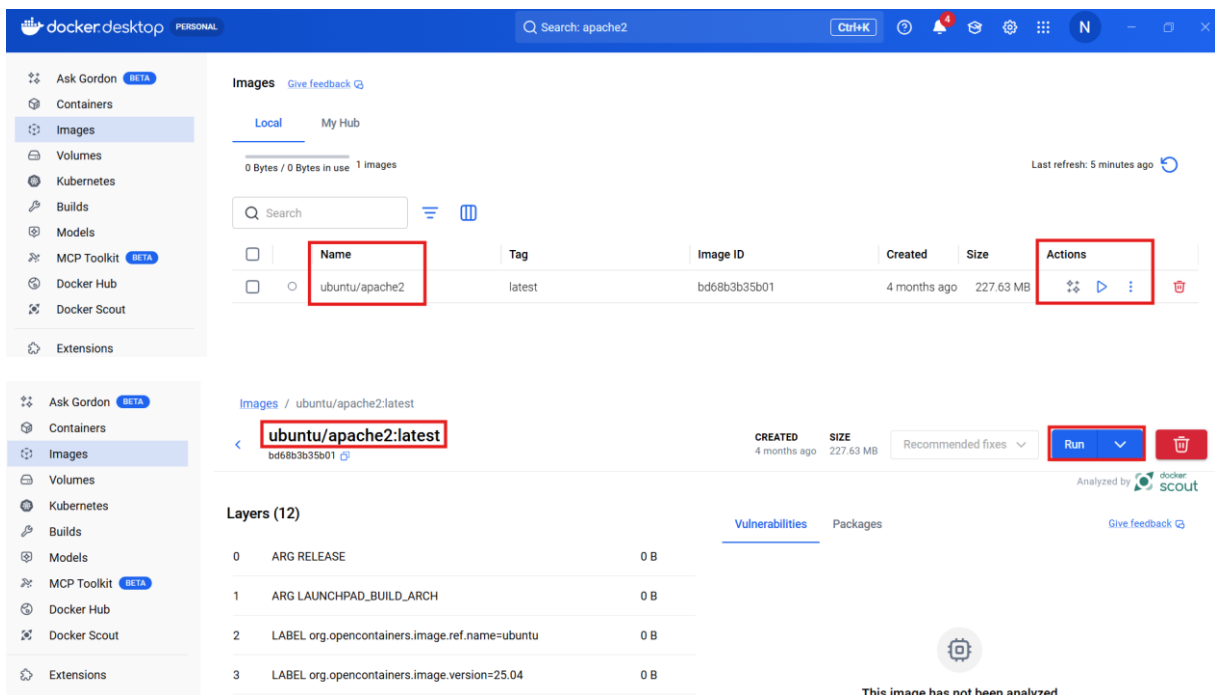 docker.desktop PERSONAL
Search: apache2
Ctrl+K
4
N
Ask Gordon BETA
Containers
Images
Volumes
Kubernetes
Builds
Models
MCP Toolkit BETA
Docker Hub
Docker Scout
Extensions
Images Give feedback
Local My Hub
0 Bytes / 0 Bytes in use 1 images
Last refresh: 5 minutes ago
Search
Name Tag Image ID Created Size Actions
ubuntu/apache2 latest bd68b3b35b01 4 months ago 227.63 MB
Ask Gordon BETA
Containers
Images
Volumes
Kubernetes
Builds
Models
MCP Toolkit BETA
Docker Hub
Docker Scout
Extensions
Images / ubuntu/apache2:latest
ubuntu/apache2:latest
bd68b3b35b01
CREATED SIZE
4 months ago 227.63 MB
Recommended fixes
Run
Analyzed by docker scout
Layers (12)
0 ARG RELEASE 0 B
1 ARG LAUNCHPAD_BUILD_ARCH 0 B
2 LABEL org.opencontainers.image.ref.name=ubuntu 0 B
3 LABEL org.opencontainers.image.version=25.04 0 B
Vulnerabilities Packages
Give feedback
This image has not been analyzed